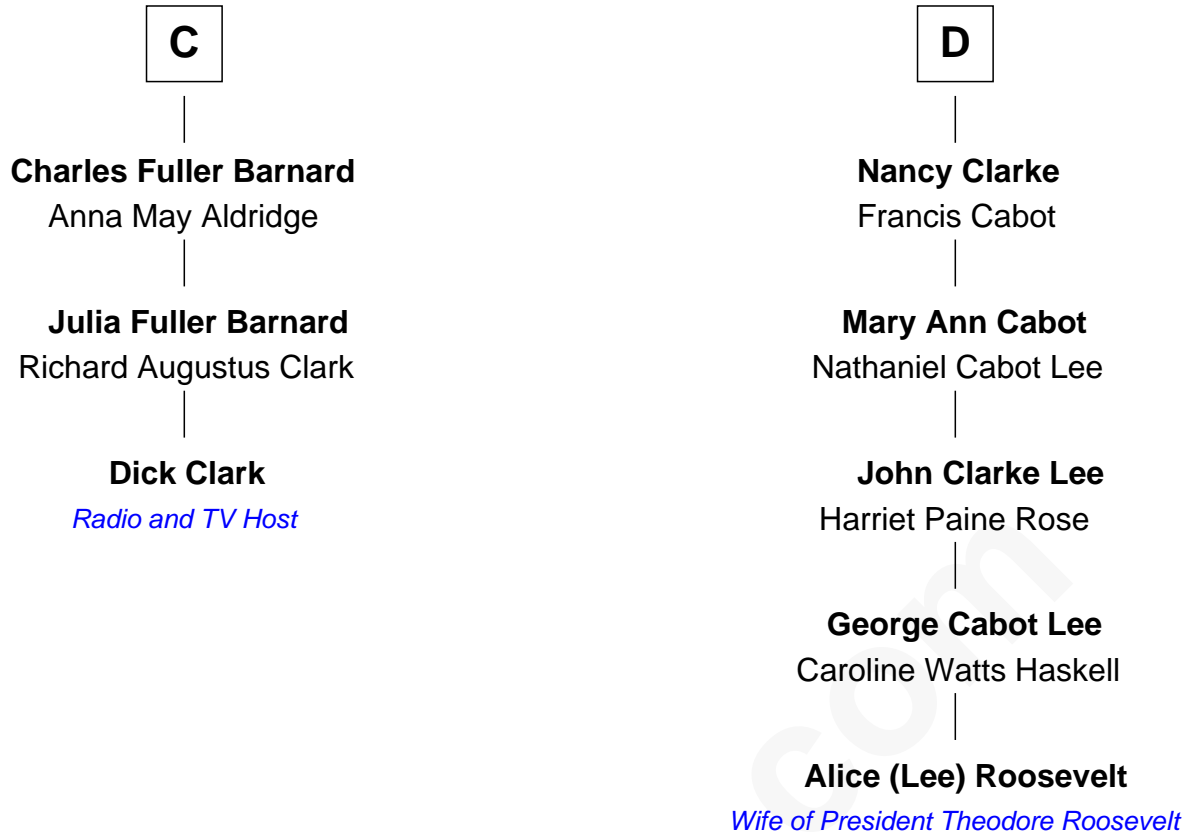 C
Charles Fuller Barnard
Anna May Aldridge
Julia Fuller Barnard
Richard Augustus Clark
Dick Clark
Radio and TV Host
D
Nancy Clarke
Francis Cabot
Mary Ann Cabot
Nathaniel Cabot Lee
John Clarke Lee
Harriet Paine Rose
George Cabot Lee
Caroline Watts Haskell
Alice (Lee) Roosevelt
Wife of President Theodore Roosevelt
com